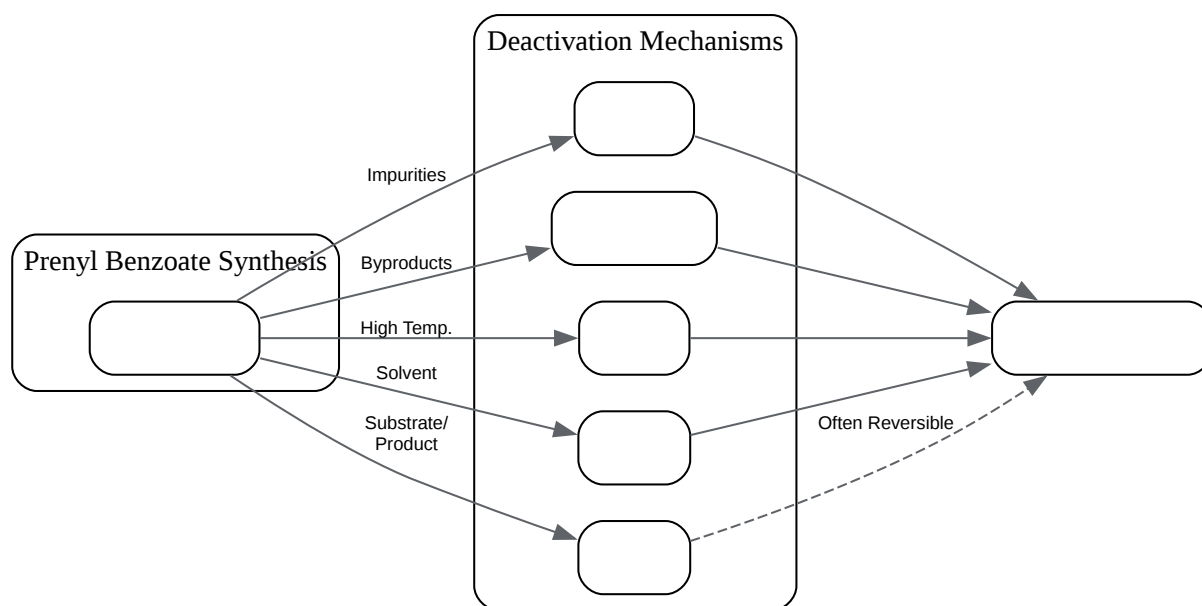 Deactivation Mechanisms
Impurities
Prenyl Benzoate Synthesis
Byproducts
High Temp.
Solvent
Substrate/
Product
Often Reversible